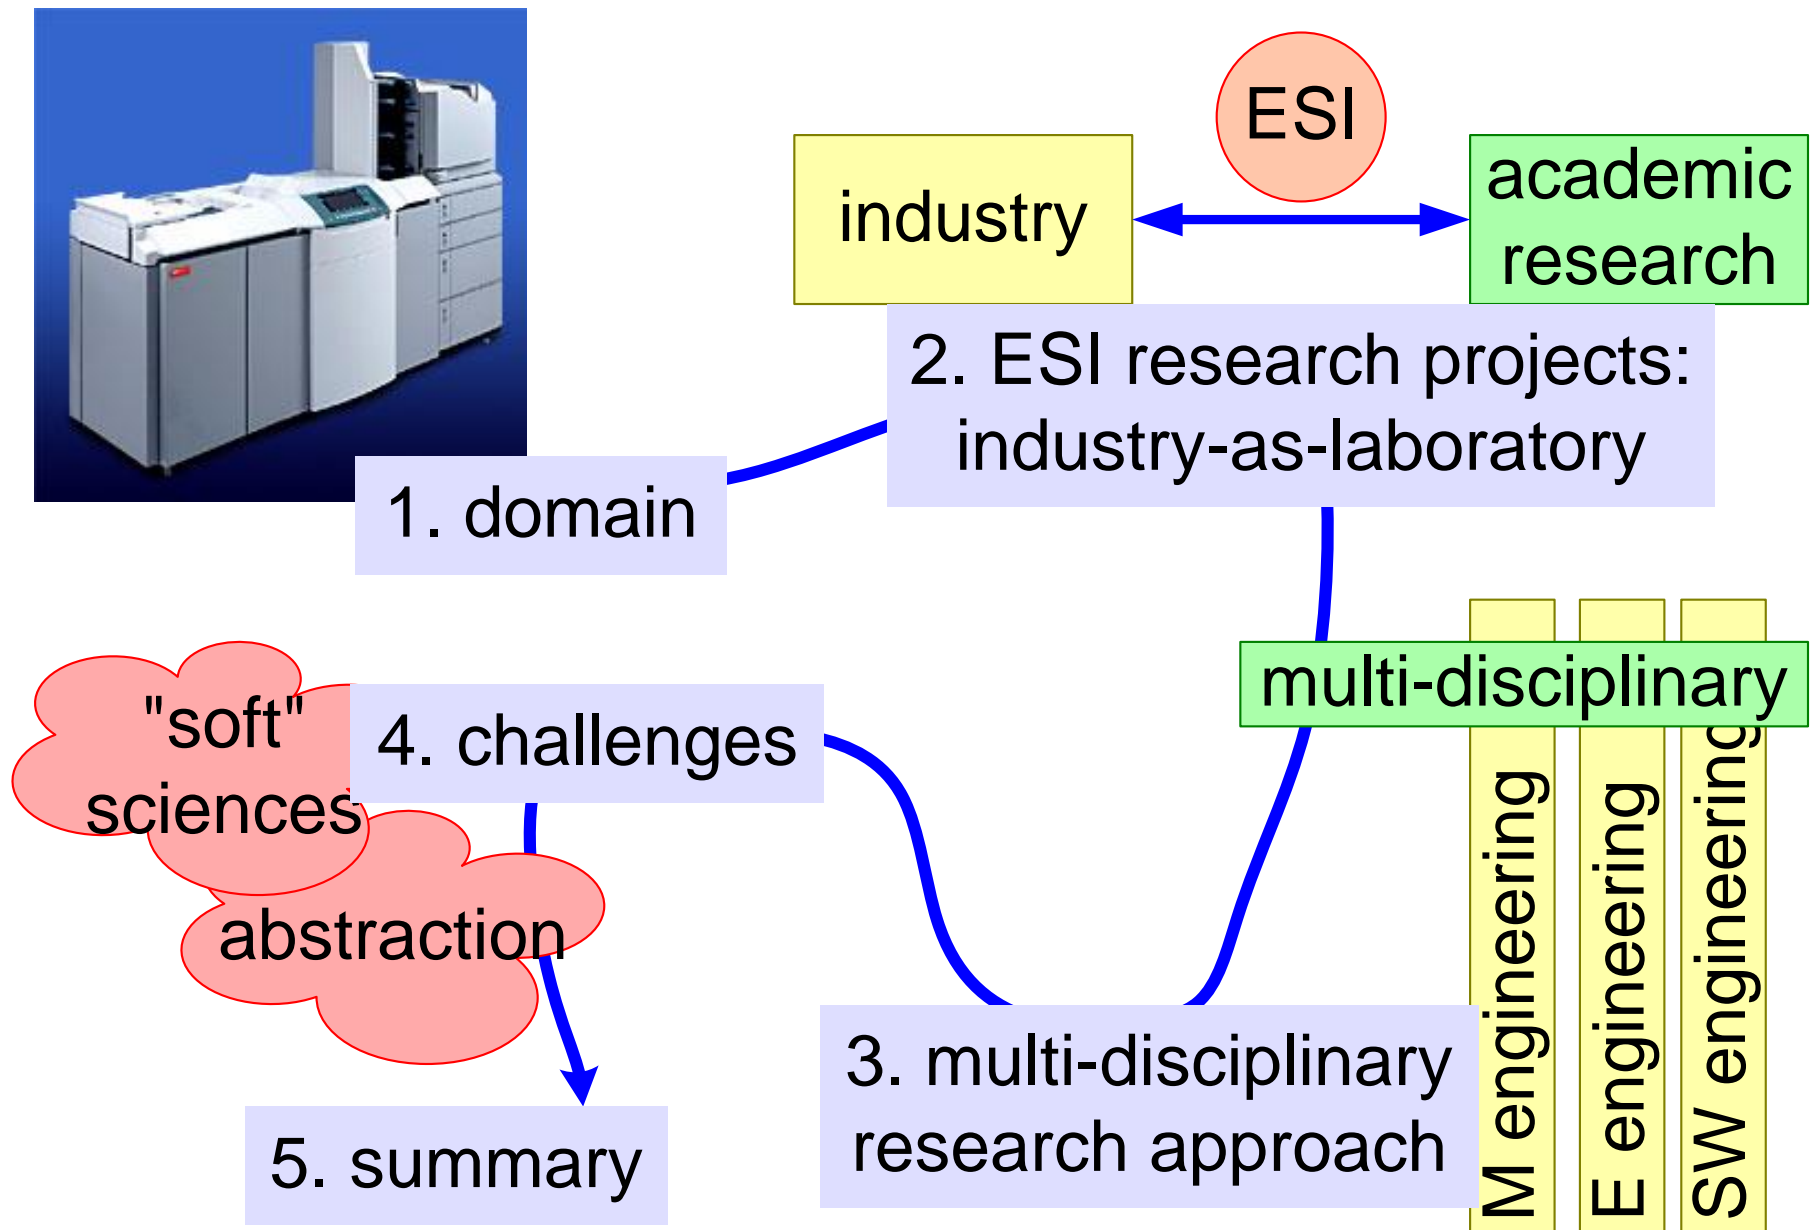 ESI
industry
academic
research
2. ESI research projects:
industry-as-laboratory
1. domain
multi-disciplinary
M engineering
E engineering
SW engineering
"soft"
sciences
4. challenges
abstraction
3. multi-disciplinary
research approach
5. summary